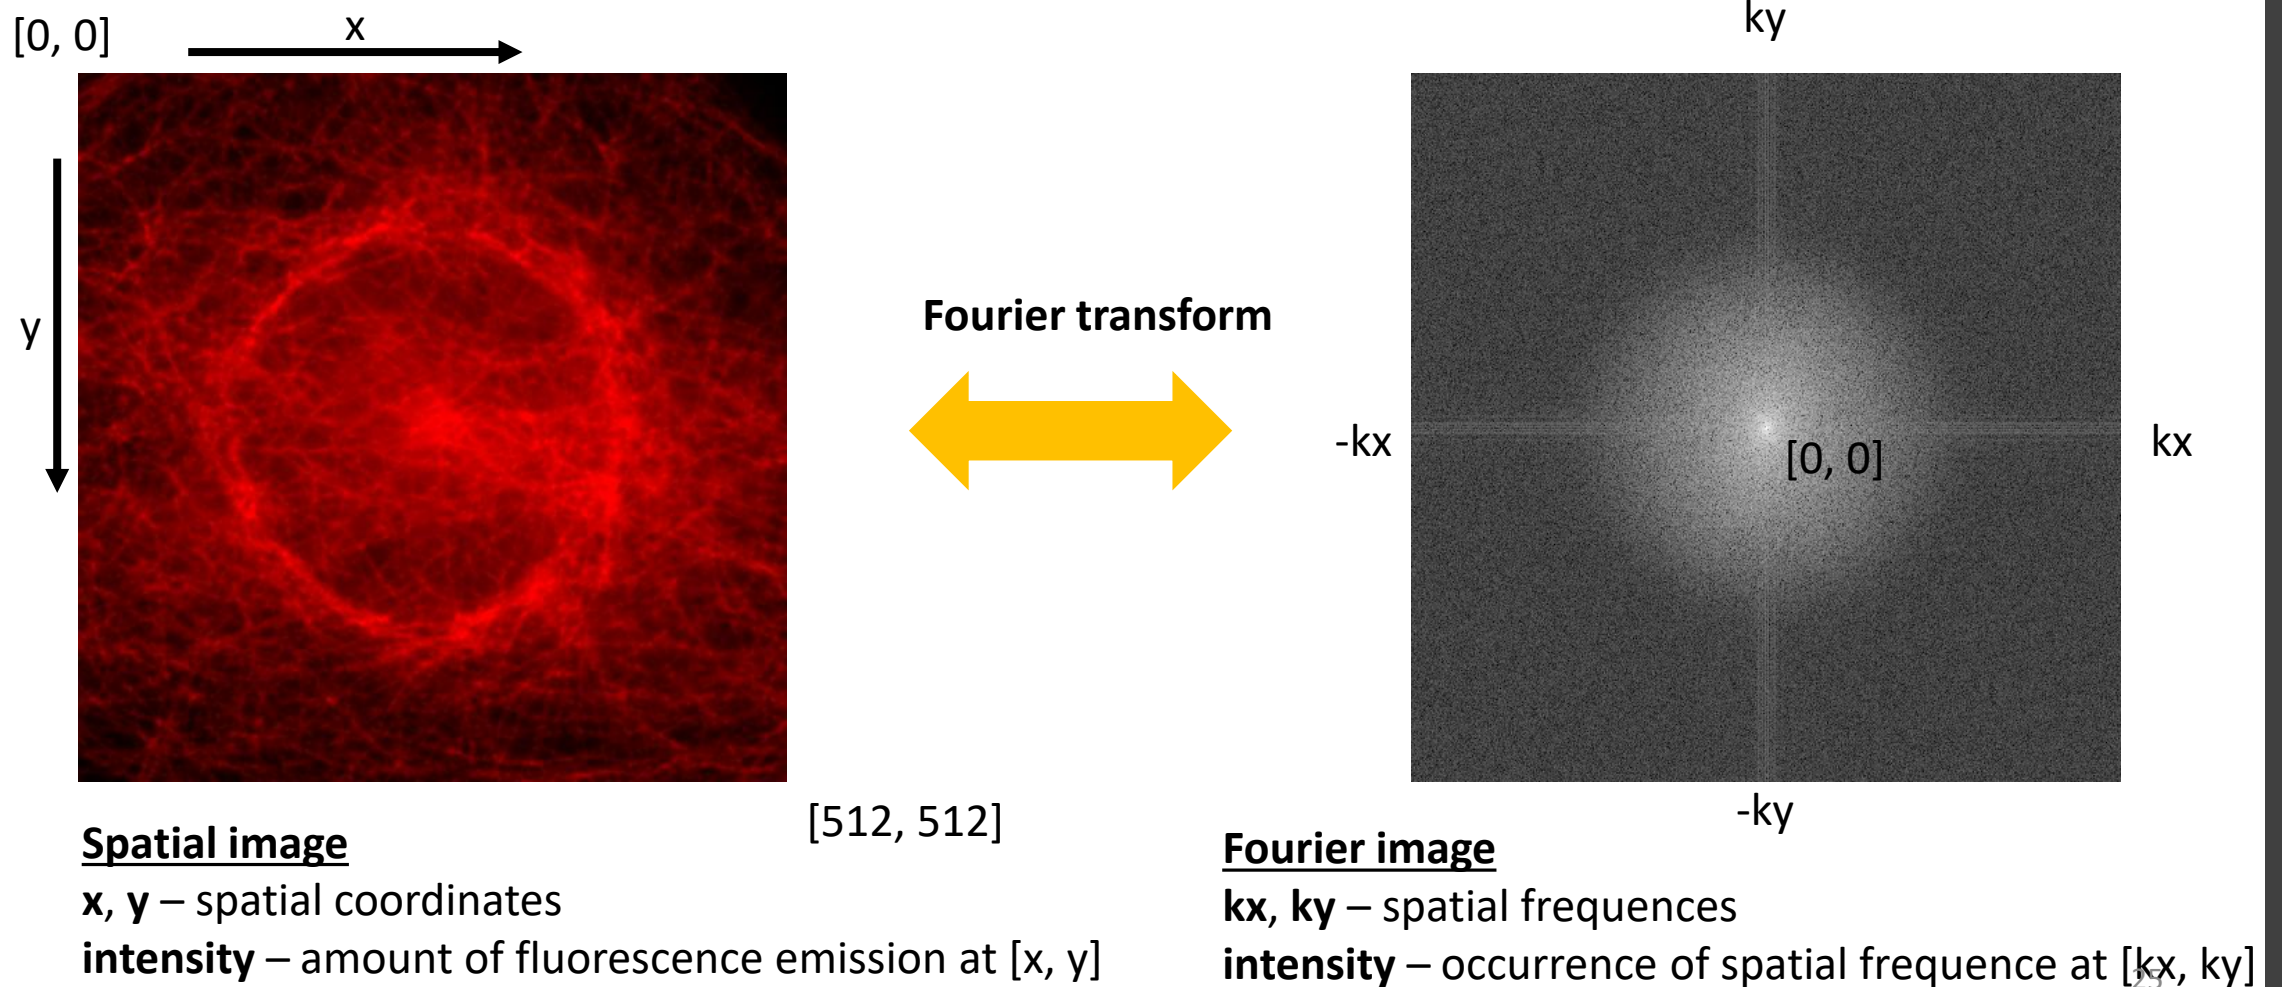 [0, 0]
x
y
[512, 512]
Spatial image
x, y – spatial coordinates
intensity – amount of fluorescence emission at [x, y]
Fourier transform
ky
-kx
[0, 0]
kx
-ky
Fourier image
kx, ky – spatial frequences
intensity – occurrence of spatial frequence at [kx, ky]
25